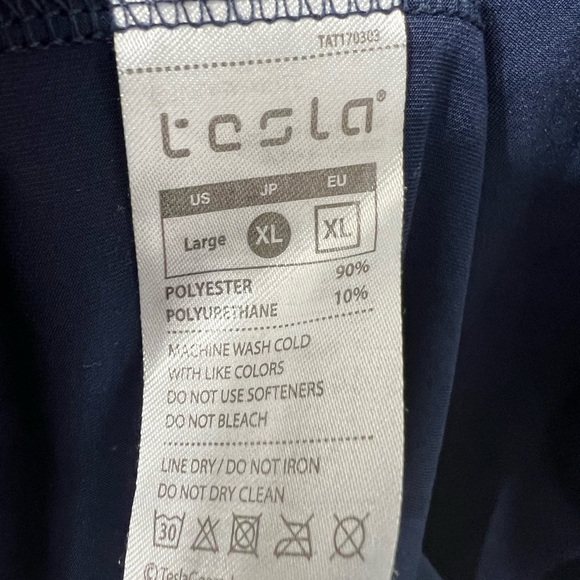 TAT170303
tesla®
US JP EU
Large XL XL
POLYESTER 90%
POLYURETHANE 10%
MACHINE WASH COLD
WITH LIKE COLORS
DO NOT USE SOFTENERS
DO NOT BLEACH
LINE DRY/ DO NOT IRON
DO NOT DRY CLEAN
30